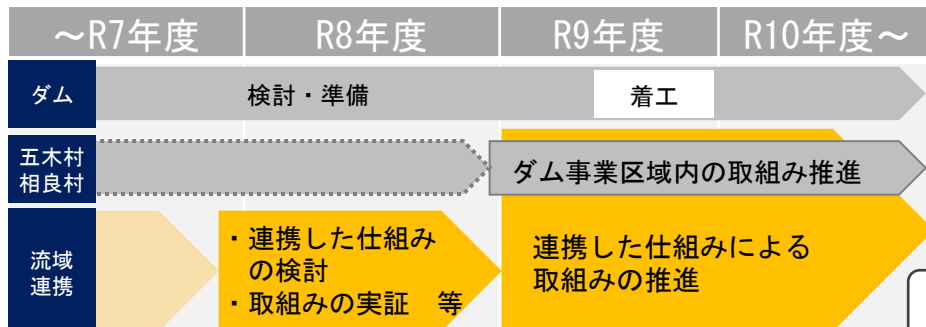 ～R7年度
R8年度
R9年度
R10年度～
ダム
検討・準備
着工
五木村
相良村
ダム事業区域内の取組み推進
流域
連携
・連携した仕組み
の検討
・取組みの実証　等
連携した仕組みによる
取組みの推進